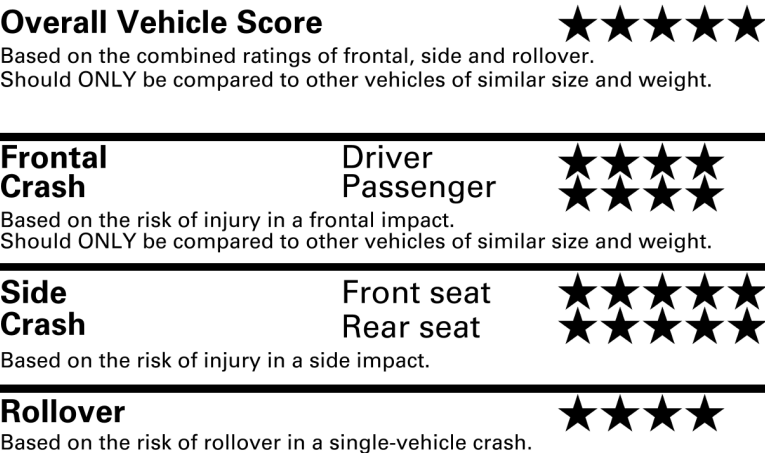 Overall Vehicle Score ★★★★★
Based on the combined ratings of frontal, side and rollover.
Should ONLY be compared to other vehicles of similar size and weight.
Frontal Driver ★★★★
Crash Passenger ★★★★
Based on the risk of injury in a frontal impact.
Should ONLY be compared to other vehicles of similar size and weight.
Side Front seat ★★★★★
Crash Rear seat ★★★★★
Based on the risk of injury in a side impact.
Rollover ★★★★
Based on the risk of rollover in a single-vehicle crash.